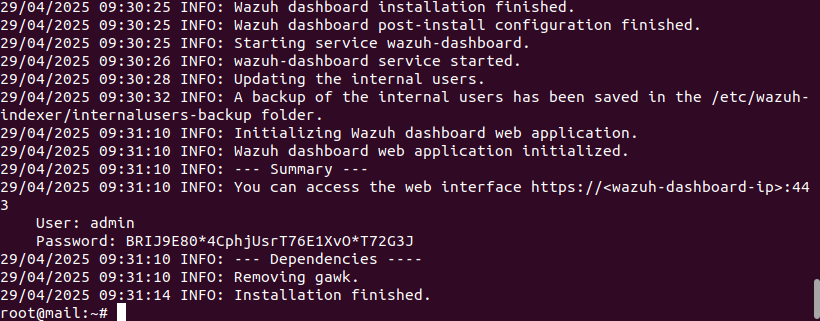 29/04/2025 09:30:25 INFO: Wazuh dashboard installation finished.
29/04/2025 09:30:25 INFO: Wazuh dashboard post-install configuration finished.
29/04/2025 09:30:25 INFO: Starting service wazuh-dashboard.
29/04/2025 09:30:26 INFO: wazuh-dashboard service started.
29/04/2025 09:30:28 INFO: Updating the internal users.
29/04/2025 09:30:32 INFO: A backup of the internal users has been saved in the /etc/wazuh-
indexer/internalusers-backup folder.
29/04/2025 09:31:10 INFO: Initializing Wazuh dashboard web application.
29/04/2025 09:31:10 INFO: Wazuh dashboard web application initialized.
29/04/2025 09:31:10 INFO: --- Summary ---
29/04/2025 09:31:10 INFO: You can access the web interface https://<wazuh-dashboard-ip>:44
3
    User: admin
    Password: BRIJ9E80*4CphjUsrT76E1XvO*T72G3J
29/04/2025 09:31:10 INFO: --- Dependencies ----
29/04/2025 09:31:10 INFO: Removing gawk.
29/04/2025 09:31:14 INFO: Installation finished.
root@mail:~#